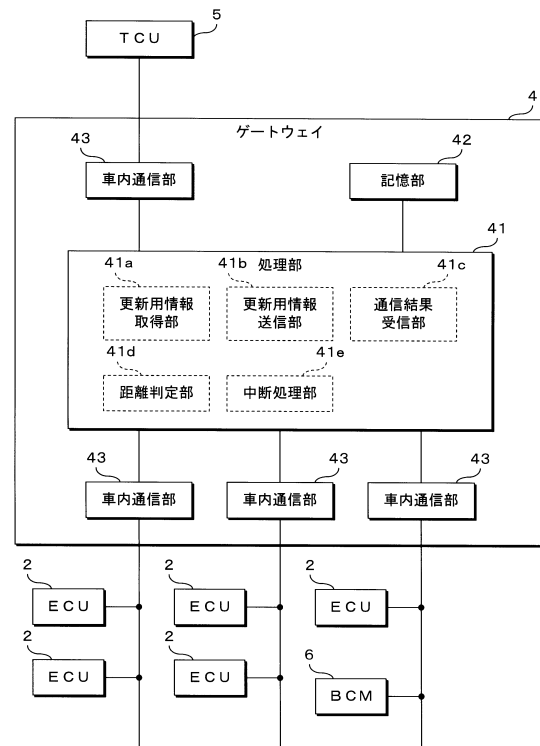 5
ＴＣＵ
4
ゲートウェイ
43
車内通信部
42
記憶部
41
処理部
41a
更新用情報
取得部
41b
更新用情報
送信部
41c
通信結果
受信部
41d
距離判定部
41e
中断処理部
43
車内通信部
43
車内通信部
43
車内通信部
2
ＥＣＵ
2
ＥＣＵ
2
ＥＣＵ
2
ＥＣＵ
2
ＥＣＵ
6
ＢＣＭ